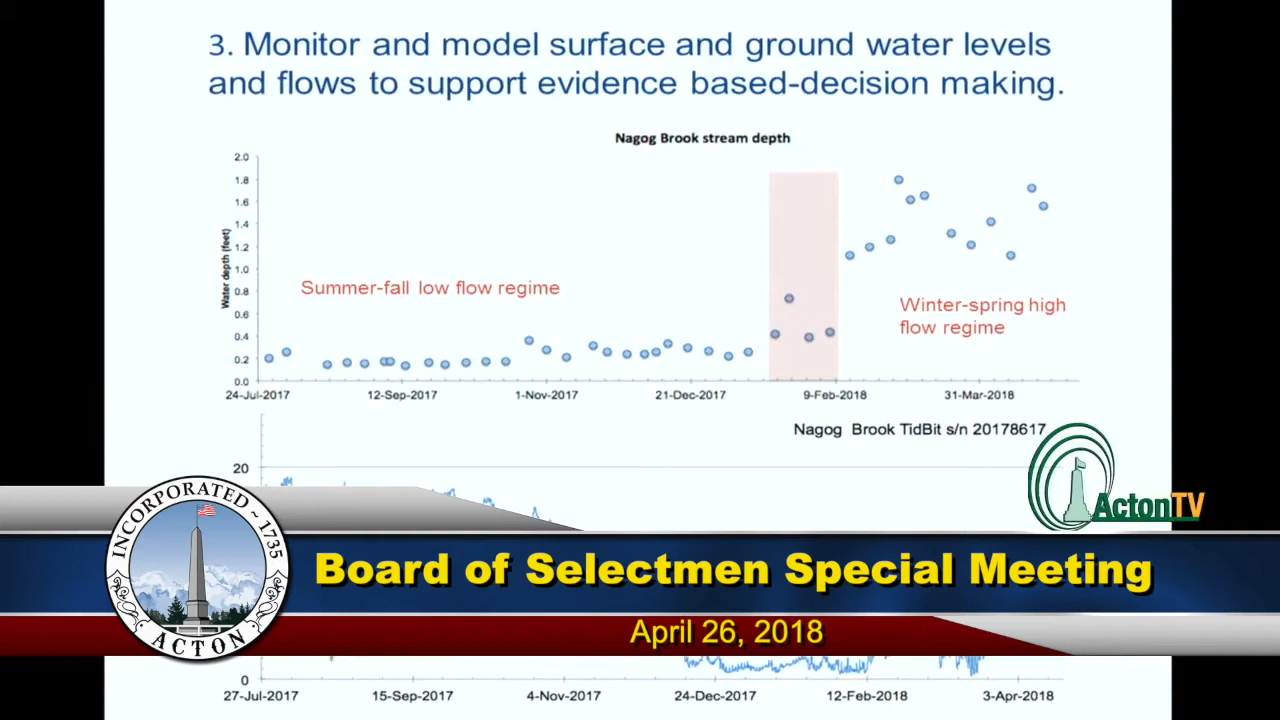 3. Monitor and model surface and ground water levels
and flows to support evidence based-decision making.
Nagog Brook stream depth
2.0
1.8
1.6
1.4
1.2
1.0
0.8
0.6
0.4
0.2
0.0
Water depth (feet)
Summer-fall low flow regime
Winter-spring high
flow regime
24-Jul-2017 12-Sep-2017 1-Nov-2017 21-Dec-2017 9-Feb-2018 31-Mar-2018
Nagog Brook TidBit s/n 20178617
20
ActonTV
INCORPORATED ~ 1735
ACTON
Board of Selectmen Special Meeting
April 26, 2018
0
27-Jul-2017 15-Sep-2017 4-Nov-2017 24-Dec-2017 12-Feb-2018 3-Apr-2018